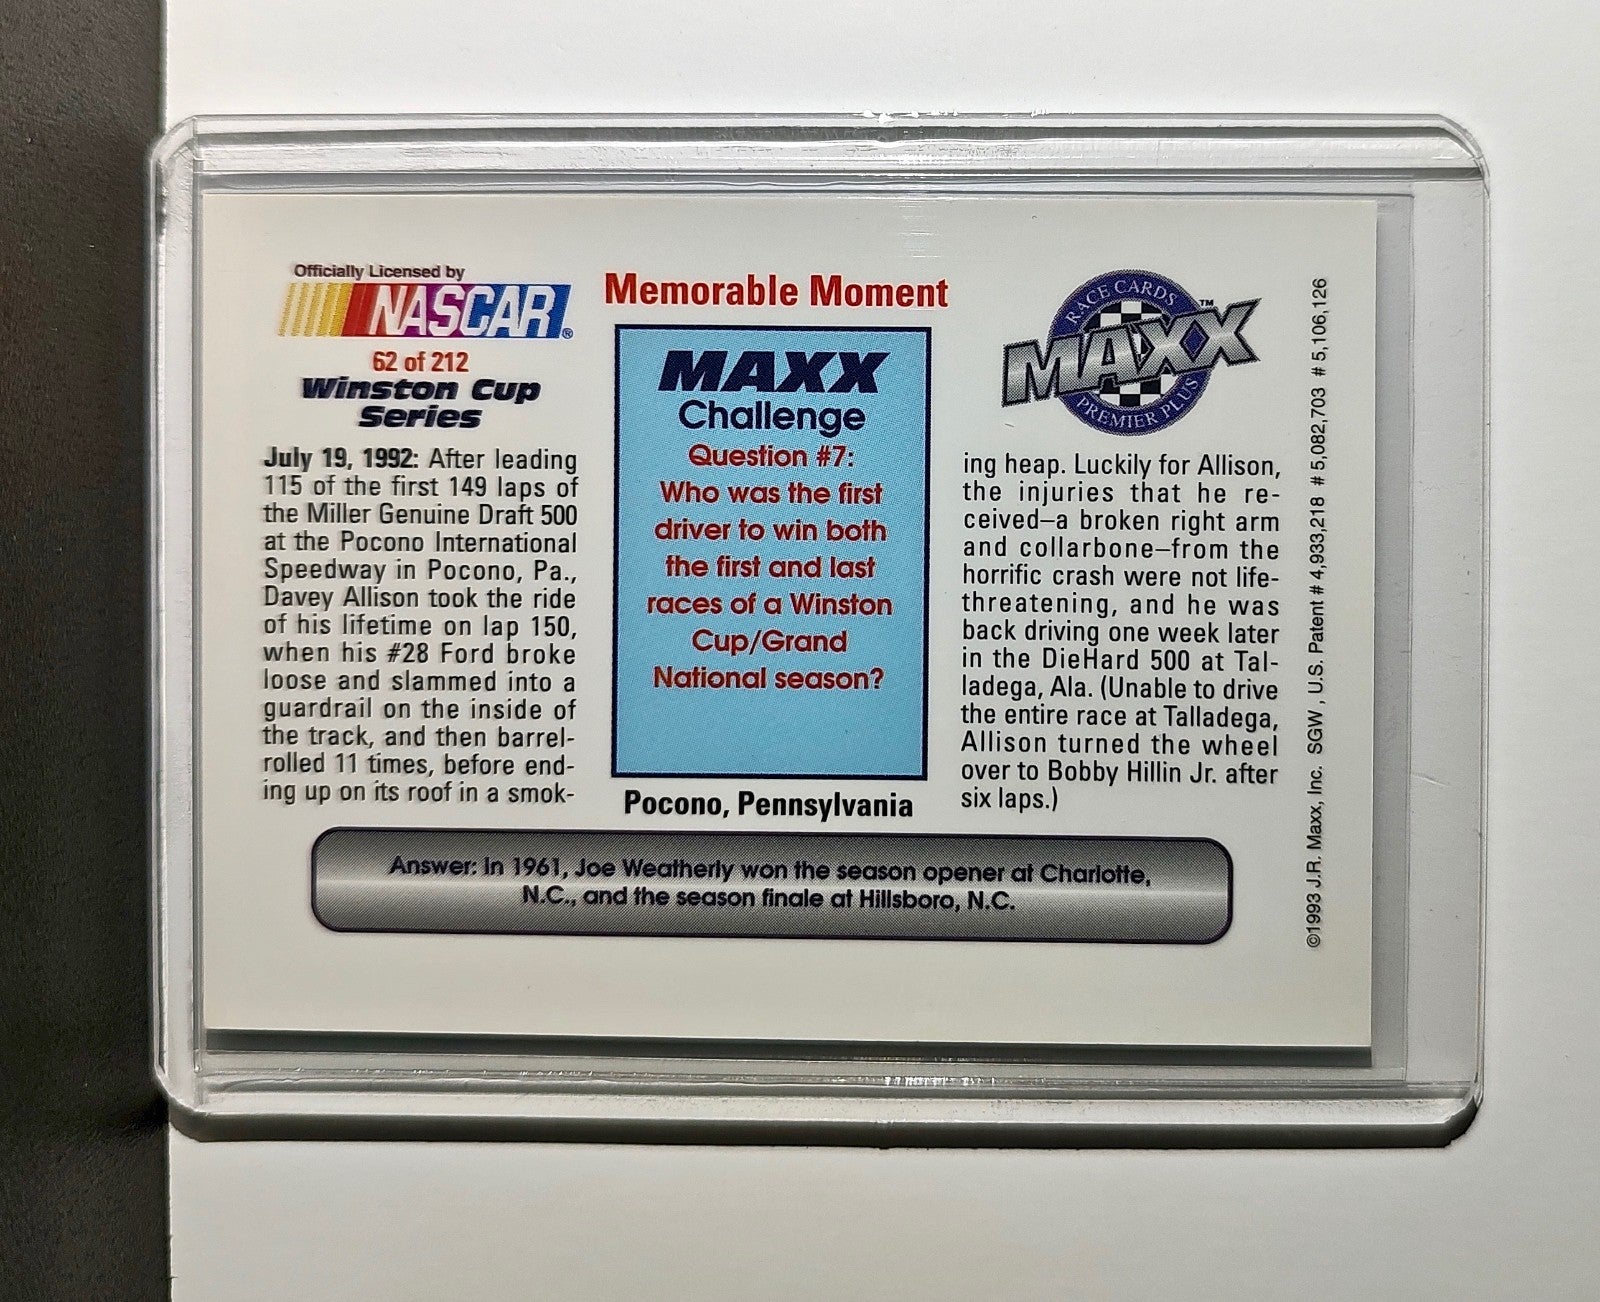 Officially Licensed by
NASCAR®
62 of 212
Winston Cup
Series
July 19, 1992: After leading
115 of the first 149 laps of
the Miller Genuine Draft 500
at the Pocono International
Speedway in Pocono, Pa.,
Davey Allison took the ride
of his lifetime on lap 150,
when his #28 Ford broke
loose and slammed into a
guardrail on the inside of
the track, and then barrel-
rolled 11 times, before end-
ing up on its roof in a smok-
Memorable Moment
MAXX
Challenge
Question #7:
Who was the first
driver to win both
the first and last
races of a Winston
Cup/Grand
National season?
Pocono, Pennsylvania
RACE CARDS
MAXX™
PREMIER PLUS
ing heap. Luckily for Allison,
the injuries that he re-
ceived–a broken right arm
and collarbone–from the
horrific crash were not life-
threatening, and he was
back driving one week later
in the DieHard 500 at Tal-
ladega, Ala. (Unable to drive
the entire race at Talladega,
Allison turned the wheel
over to Bobby Hillin Jr. after
six laps.)
Answer: In 1961, Joe Weatherly won the season opener at Charlotte,
N.C., and the season finale at Hillsboro, N.C.
©1993 J.R. Maxx, Inc. SGW , U.S. Patent # 4,933,218 # 5,082,703 # 5,106,126